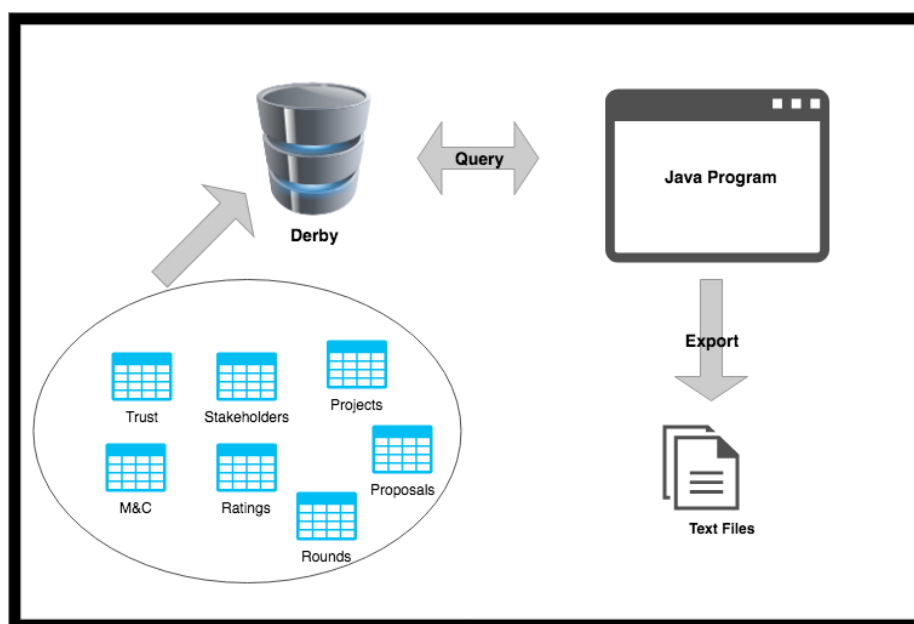 Query
Java Program
Derby
Export
Trust
Stakeholders
Projects
M&C
Ratings
Proposals
Rounds
Text Files